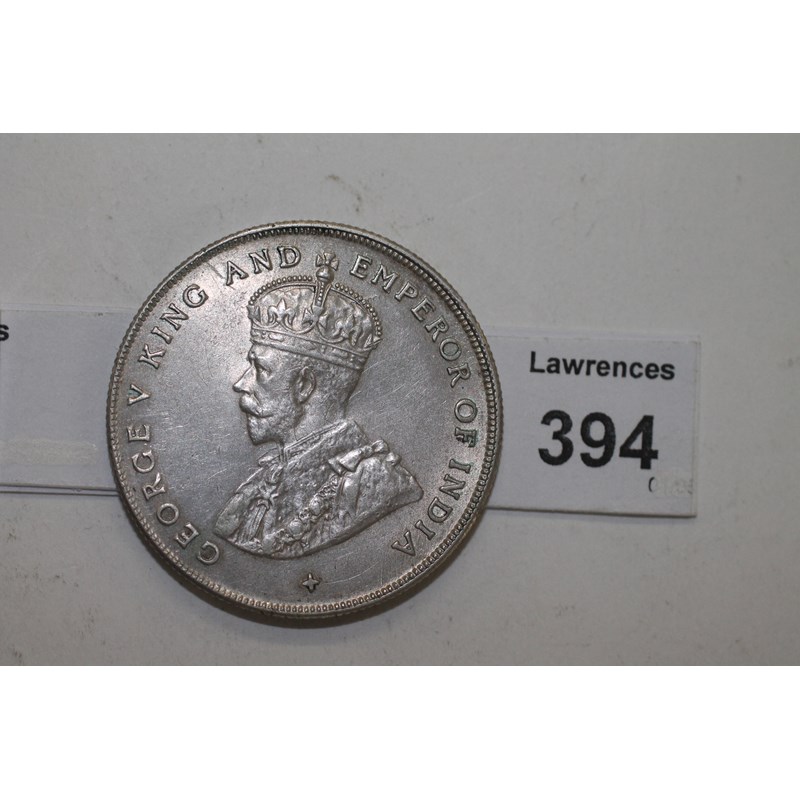 GEORGE V KING AND EMPEROR OF INDIA
Lawrences
394